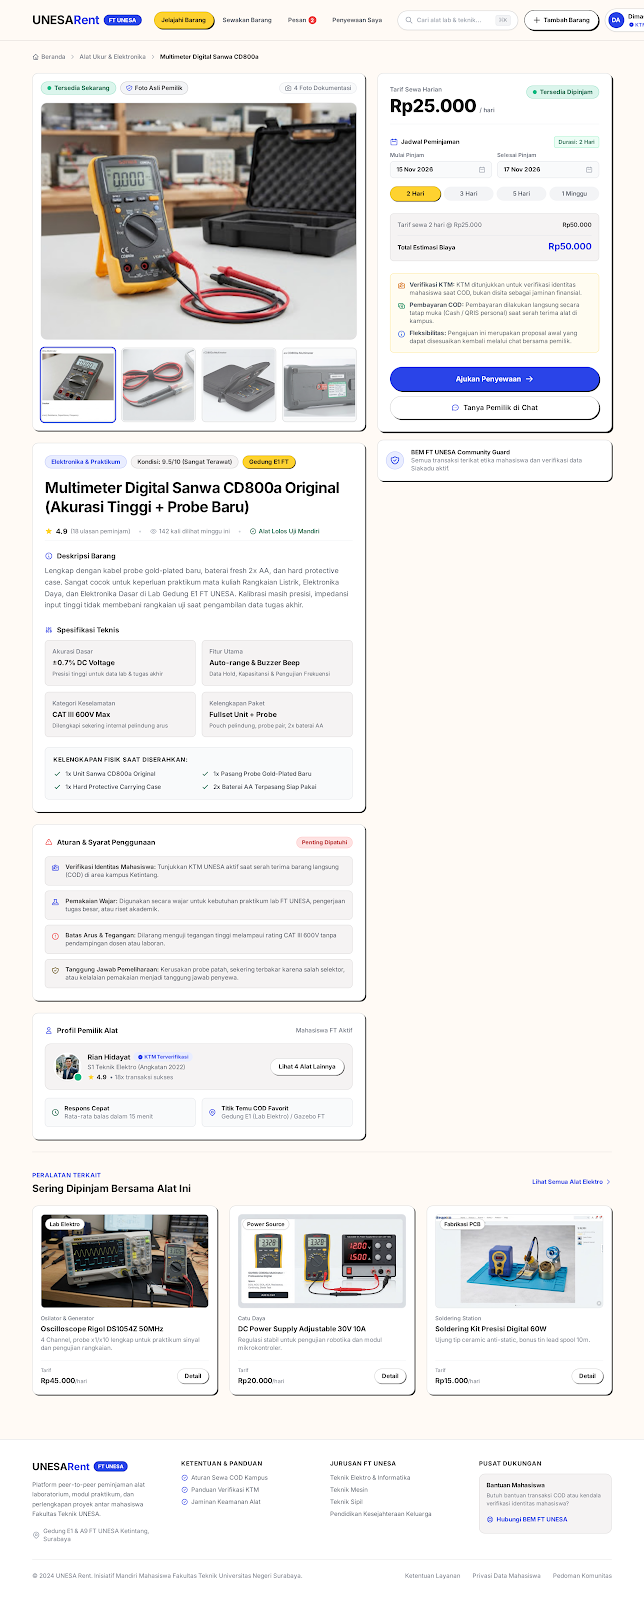 UNESARent FT UNESA
Jelajahi Barang
Sewakan Barang
Pesan 2
Penyewaan Saya
Cari alat lab & teknik...
⌘K
+ Tambah Barang
DA
Dima
KT
Beranda > Alat Ukur & Elektronika > Multimeter Digital Sanwa CD800a
Tersedia Sekarang
Foto Asli Pemilik
4 Foto Dokumentasi
Tarif Sewa Harian
Rp25.000 / hari
Tersedia Dipinjam
Jadwal Peminjaman
Durasi: 2 Hari
Mulai Pinjam
Selesai Pinjam
15 Nov 2026
17 Nov 2026
2 Hari
3 Hari
5 Hari
1 Minggu
Tarif sewa 2 hari @ Rp25.000
Rp50.000
Total Estimasi Biaya
Rp50.000
Verifikasi KTM: KTM ditunjukkan untuk verifikasi identitas
mahasiswa saat COD, bukan disita sebagai jaminan finansial.
Pembayaran COD: Pembayaran dilakukan langsung secara
tatap muka (Cash / QRIS personal) saat serah terima alat di
kampus.
Fleksibilitas: Pengajuan ini merupakan proposal awal yang
dapat disesuaikan kembali melalui chat bersama pemilik.
Ajukan Penyewaan →
Tanya Pemilik di Chat
BEM FT UNESA Community Guard
Semua transaksi terikat etika mahasiswa dan verifikasi data
Siakadu aktif.
Elektronika & Praktikum
Kondisi: 9.5/10 (Sangat Terawat)
Gedung E1 FT
Multimeter Digital Sanwa CD800a Original
(Akurasi Tinggi + Probe Baru)
4.9 (18 ulasan peminjam)
• 142 kali dilihat minggu ini
• Alat Lolos Uji Mandiri
Deskripsi Barang
Lengkap dengan kabel probe gold-plated baru, baterai fresh 2x AA, dan hard protective
case. Sangat cocok untuk keperluan praktikum mata kuliah Rangkaian Listrik, Elektronika
Daya, dan Elektronika Dasar di Lab Gedung E1 FT UNESA. Kalibrasi masih presisi, impedansi
input tinggi tidak membebani rangkaian uji saat pengambilan data tugas akhir.
Spesifikasi Teknis
Akurasi Dasar
±0.7% DC Voltage
Presisi tinggi untuk data lab & tugas akhir
Fitur Utama
Auto-range & Buzzer Beep
Data Hold, Kapasitansi & Pengujian Frekuensi
Kategori Keselamatan
CAT III 600V Max
Dilengkapi sekering internal pelindung arus
Kelengkapan Paket
Fullset Unit + Probe
Pouch pelindung, probe pair, 2x baterai AA
KELENGKAPAN FISIK SAAT DISERAHKAN:
1x Unit Sanwa CD800a Original
1x Pasang Probe Gold-Plated Baru
1x Hard Protective Carrying Case
2x Baterai AA Terpasang Siap Pakai
Aturan & Syarat Penggunaan
Penting Dipatuhi
Verifikasi Identitas Mahasiswa: Tunjukkan KTM UNESA aktif saat serah terima barang langsung
(COD) di area kampus Ketintang.
Pemakaian Wajar: Digunakan secara wajar untuk kebutuhan praktikum lab FT UNESA, pengerjaan
tugas besar, atau riset akademik.
Batas Arus & Tegangan: Dilarang menguji tegangan tinggi melampaui rating CAT III 600V tanpa
pendampingan dosen atau laboran.
Tanggung Jawab Pemeliharaan: Kerusakan probe patah, sekering terbakar karena salah selektor,
atau kelalaian pemakaian menjadi tanggung jawab penyewa.
Profil Pemilik Alat
Mahasiswa FT Aktif
Rian Hidayat
KTM Terverifikasi
S1 Teknik Elektro (Angkatan 2022)
4.9 • 18x transaksi sukses
Lihat 4 Alat Lainnya
Respons Cepat
Rata-rata balas dalam 15 menit
Titik Temu COD Favorit
Gedung E1 (Lab Elektro) / Gazebo FT
PERALATAN TERKAIT
Sering Dipinjam Bersama Alat Ini
Lihat Semua Alat Elektro >
Lab Elektro
Osilator & Generator
Oscilloscope Rigol DS1054Z 50MHz
4 Channel, probe x1/x10 lengkap untuk praktikum sinyal
dan pengujian rangkaian.
Tarif
Rp45.000/hari
Detail
Power Source
12.00
1.500
Catu Daya
DC Power Supply Adjustable 30V 10A
Regulasi stabil untuk pengujian robotika dan modul
mikrokontroler.
Tarif
Rp20.000/hari
Detail
Fabrikasi PCB
Soldering Station
Soldering Kit Presisi Digital 60W
Ujung tip ceramic anti-static, bonus tin lead spool 10m.
Tarif
Rp15.000/hari
Detail
UNESARent FT UNESA
Platform peer-to-peer peminjaman alat
laboratorium, modul praktikum, dan
perlengkapan proyek antar mahasiswa
Fakultas Teknik UNESA.
Gedung E1 & A9 FT UNESA Ketintang,
Surabaya
KETENTUAN & PANDUAN
Aturan Sewa COD Kampus
Panduan Verifikasi KTM
Jaminan Keamanan Alat
JURUSAN FT UNESA
Teknik Elektro & Informatika
Teknik Mesin
Teknik Sipil
Pendidikan Kesejahteraan Keluarga
PUSAT DUKUNGAN
Bantuan Mahasiswa
Butuh bantuan transaksi COD atau kendala
verifikasi identitas mahasiswa?
Hubungi BEM FT UNESA
© 2024 UNESA Rent. Inisiatif Mandiri Mahasiswa Fakultas Teknik Universitas Negeri Surabaya.
Ketentuan Layanan
Privasi Data Mahasiswa
Pedoman Komunitas